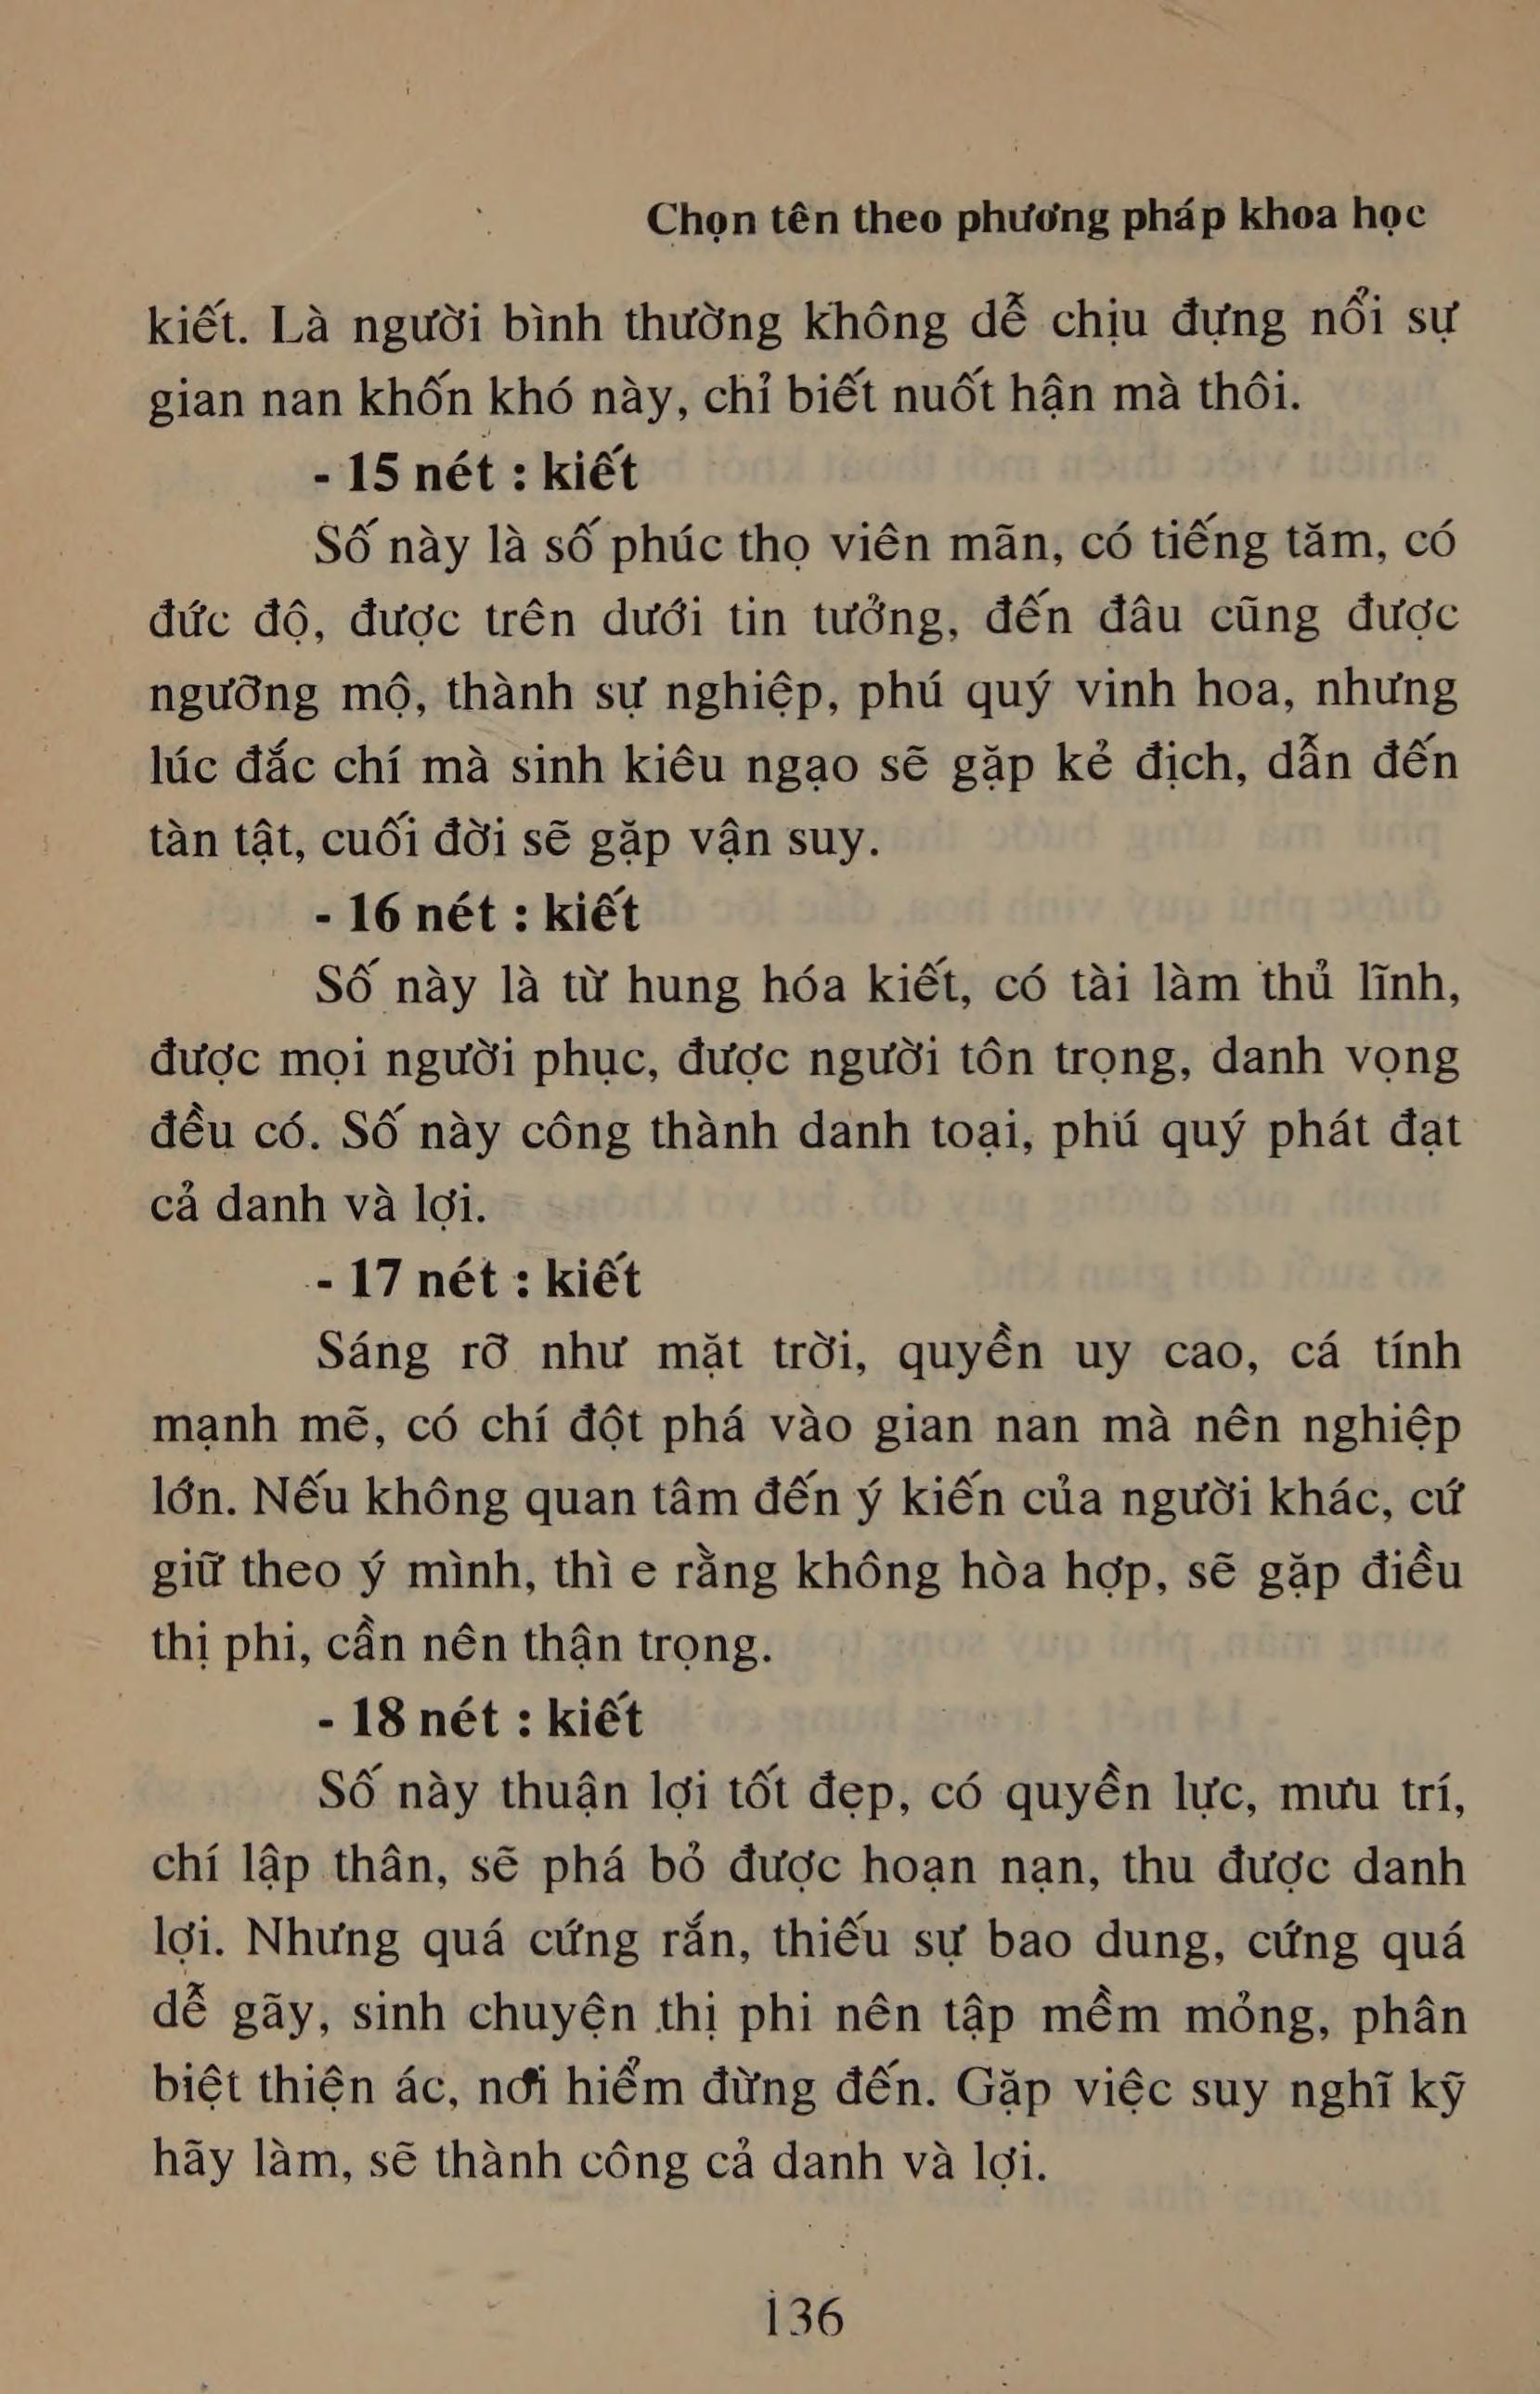 Chọn tên theo phương pháp khoa học
kiết. Là người bình thường không dễ chịu đựng nổi sự
gian nan khốn khó này, chỉ biết nuốt hận mà thôi.
- 15 nét : kiết
Số này là số phúc thọ viên mãn, có tiếng tăm, có
đức độ, được trên dưới tin tưởng, đến đâu cũng được
ngưỡng mộ, thành sự nghiệp, phú quý vinh hoa, nhưng
lúc đắc chí mà sinh kiêu ngạo sẽ gặp kẻ địch, dẫn đến
tàn tật, cuối đời sẽ gặp vận suy.
- 16 nét : kiết
Số này là từ hung hóa kiết, có tài làm thủ lĩnh,
được mọi người phục, được người tôn trọng, danh vọng
đều có. Số này công thành danh toại, phú quý phát đạt
cả danh và lợi.
- 17 nét : kiết
Sáng rỡ như mặt trời, quyền uy cao, cá tính
mạnh mẽ, có chí đột phá vào gian nan mà nên nghiệp
lớn. Nếu không quan tâm đến ý kiến của người khác, cứ
giữ theo ý mình, thì e rằng không hòa hợp, sẽ gặp điều
thị phi, cần nên thận trọng.
- 18 nét : kiết
Số này thuận lợi tốt đẹp, có quyền lực, mưu trí,
chí lập thân, sẽ phá bỏ được hoạn nạn, thu được danh
lợi. Nhưng quá cứng rắn, thiếu sự bao dung, cứng quá
dễ gãy, sinh chuyện thị phi nên tập mềm mỏng, phân
biệt thiện ác, nơi hiểm đừng đến. Gặp việc suy nghĩ kỹ
hãy làm, sẽ thành công cả danh và lợi.
136